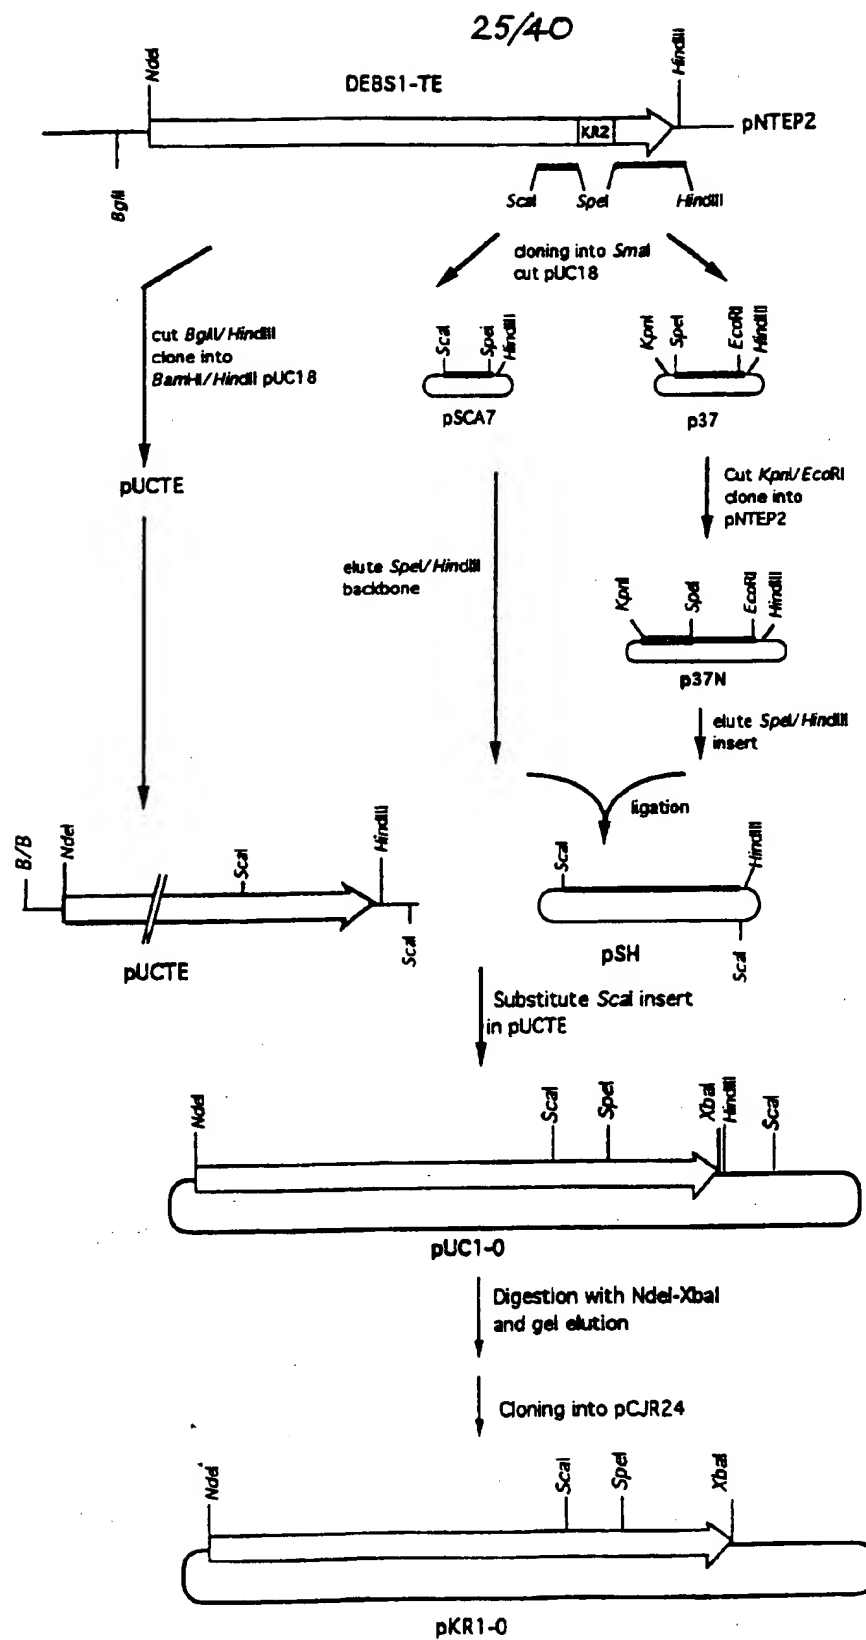 25/40
NdeI
DEBS1-TE
HindIII
KR2
pNTEP2
BglII
ScaI
SpeI
HindIII
cloning into SmaI
cut pUC18
cut BglII/HindIII
clone into
BamHI/HindII pUC18
ScaI
SpeI
HindIII
pSCA7
KpnI
SpeI
EcoRI
HindIII
p37
pUCTE
Cut KpnI/EcoRI
clone into
pNTEP2
elute SpeI/HindIII
backbone
KpnI
SpeI
EcoRI
HindIII
p37N
elute SpeI/HindIII
insert
ligation
B/B
NdeI
ScaI
HindIII
ScaI
pUCTE
ScaI
HindIII
pSH
ScaI
Substitute ScaI insert
in pUCTE
NdeI
ScaI
SpeI
XbaI
HindIII
ScaI
pUC1-0
Digestion with NdeI-XbaI
and gel elution
Cloning into pCJR24
NdeI
ScaI
SpeI
XbaI
pKR1-0